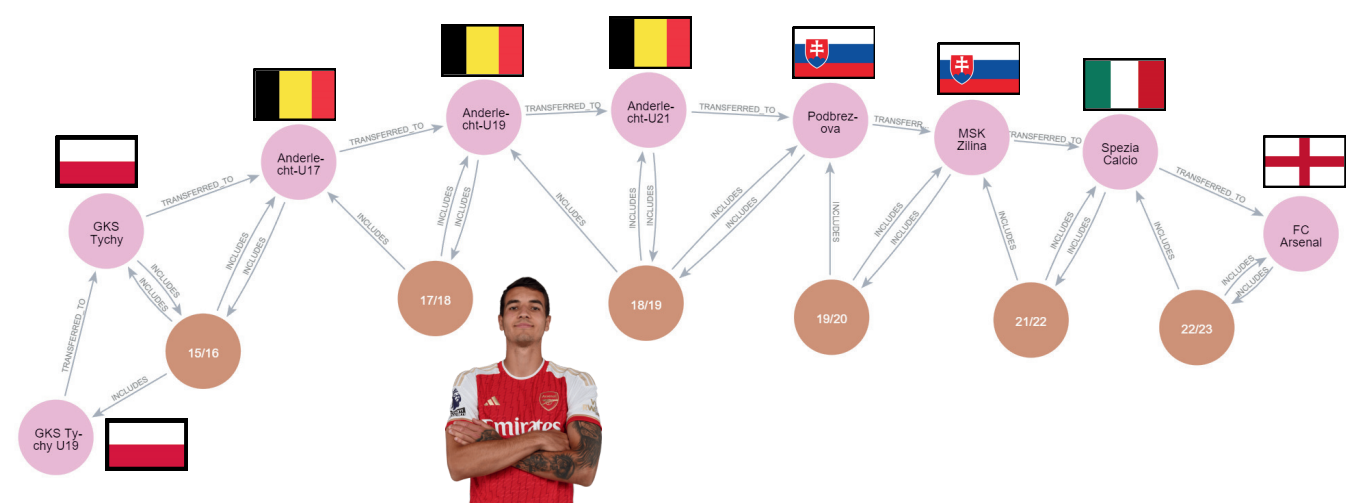 Anderle-
cht-U19
TRANSFERRED_TO
Anderle-
cht-U21
TRANSFERRED_TO
Podbrez-
ova
TRANSFERR...
MSK
Zilina
TRANSFERRED_TO
Spezia
Calcio
TRANSFERRED_TO
FC
Arsenal
TRANSFERRED_TO
Anderle-
cht-U17
TRANSFERRED_TO
GKS
Tychy
TRANSFERRED_TO
GKS Ty-
chy U19
INCLUDES
INCLUDES
INCLUDES
INCLUDES
INCLUDES
15/16
INCLUDES
INCLUDES
INCLUDES
17/18
INCLUDES
INCLUDES
INCLUDES
INCLUDES
INCLUDES
18/19
INCLUDES
INCLUDES
INCLUDES
19/20
INCLUDES
INCLUDES
INCLUDES
21/22
INCLUDES
INCLUDES
INCLUDES
22/23
Emirates